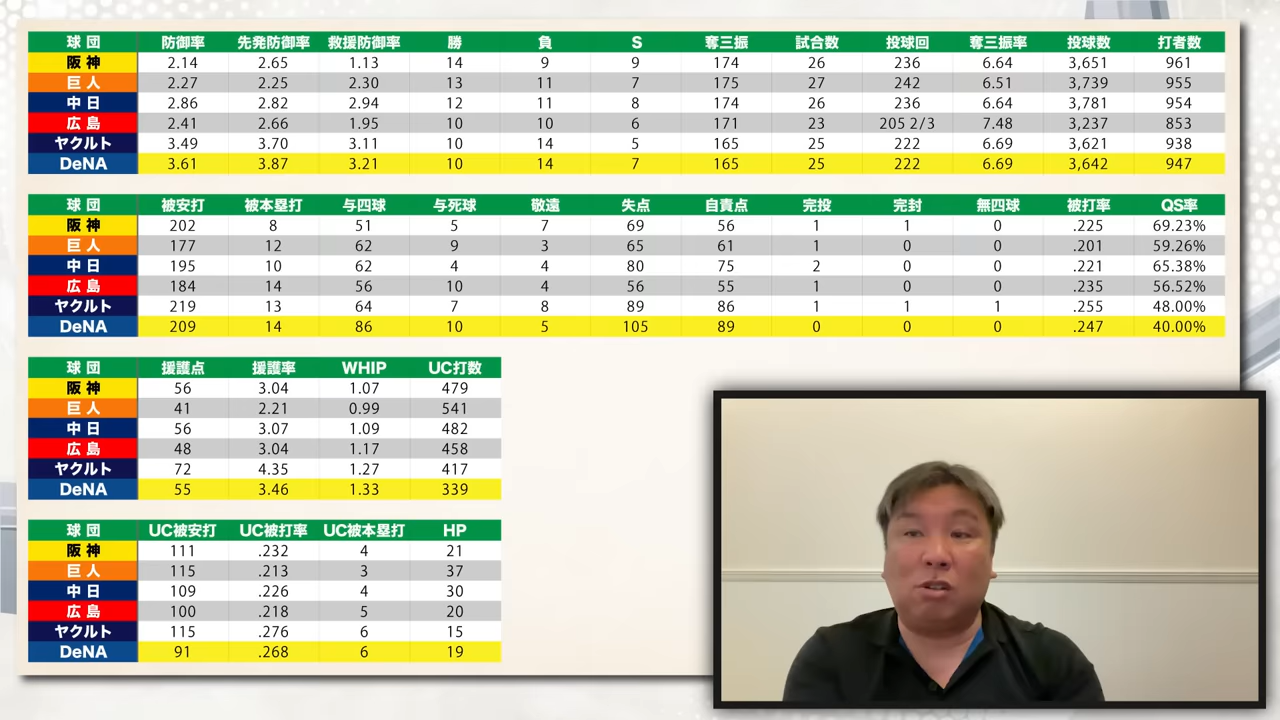 球団 防御率 先発防御率 救援防御率 勝 負 S 奪三振 試合数 投球回 奪三振率 投球数 打者数
阪神 2.14 2.65 1.13 14 9 9 174 26 236 6.64 3,651 961
巨人 2.27 2.25 2.30 13 11 7 175 27 242 6.51 3,739 955
中日 2.86 2.82 2.94 12 11 8 174 26 236 6.64 3,781 954
広島 2.41 2.66 1.95 10 10 6 171 23 205 2/3 7.48 3,237 853
ヤクルト 3.49 3.70 3.11 10 14 5 165 25 222 6.69 3,621 938
DeNA 3.61 3.87 3.21 10 14 7 165 25 222 6.69 3,642 947
球団 被安打 被本塁打 与四球 与死球 敬遠 失点 自責点 完投 完封 無四球 被打率 QS率
阪神 202 8 51 5 7 69 56 1 1 0 .225 69.23%
巨人 177 12 62 9 3 65 61 1 0 0 .201 59.26%
中日 195 10 62 4 4 80 75 2 0 0 .221 65.38%
広島 184 14 56 10 4 56 55 1 0 0 .235 56.52%
ヤクルト 219 13 64 7 8 89 86 1 1 1 .255 48.00%
DeNA 209 14 86 10 5 105 89 0 0 0 .247 40.00%
球団 援護点 援護率 WHIP UC打数
阪神 56 3.04 1.07 479
巨人 41 2.21 0.99 541
中日 56 3.07 1.09 482
広島 48 3.04 1.17 458
ヤクルト 72 4.35 1.27 417
DeNA 55 3.46 1.33 339
球団 UC被安打 UC被打率 UC被本塁打 HP
阪神 111 .232 4 21
巨人 115 .213 3 37
中日 109 .226 4 30
広島 100 .218 5 20
ヤクルト 115 .276 6 15
DeNA 91 .268 6 19